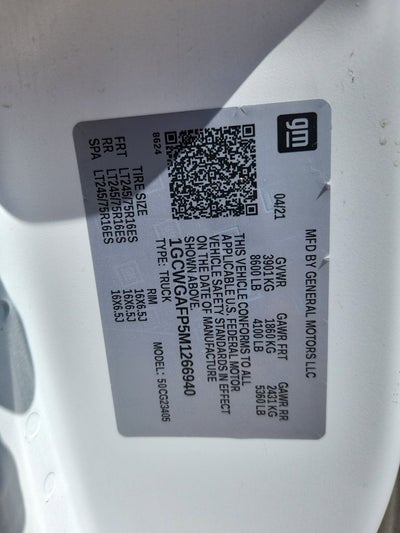 gm
MFD BY GENERAL MOTORS LLC
04/21 GVWR GAWR FRT GAWR RR
3901 KG 1860 KG 2431 KG
8600 LB 4100 LB 5360 LB
THIS VEHICLE CONFORMS TO ALL
APPLICABLE U.S. FEDERAL MOTOR
VEHICLE SAFETY STANDARDS IN EFFECT
ON THE DATE OF MANUFACTURE
SHOWN ABOVE.
1GCWGAFP5M1266940
8624 TYPE: TRUCK MODEL: 50CG23405
TIRE SIZE RIM
FRT LT245/75R16ES 16X6.5J
RR LT245/75R16ES 16X6.5J
SPA LT245/75R16ES 16X6.5J